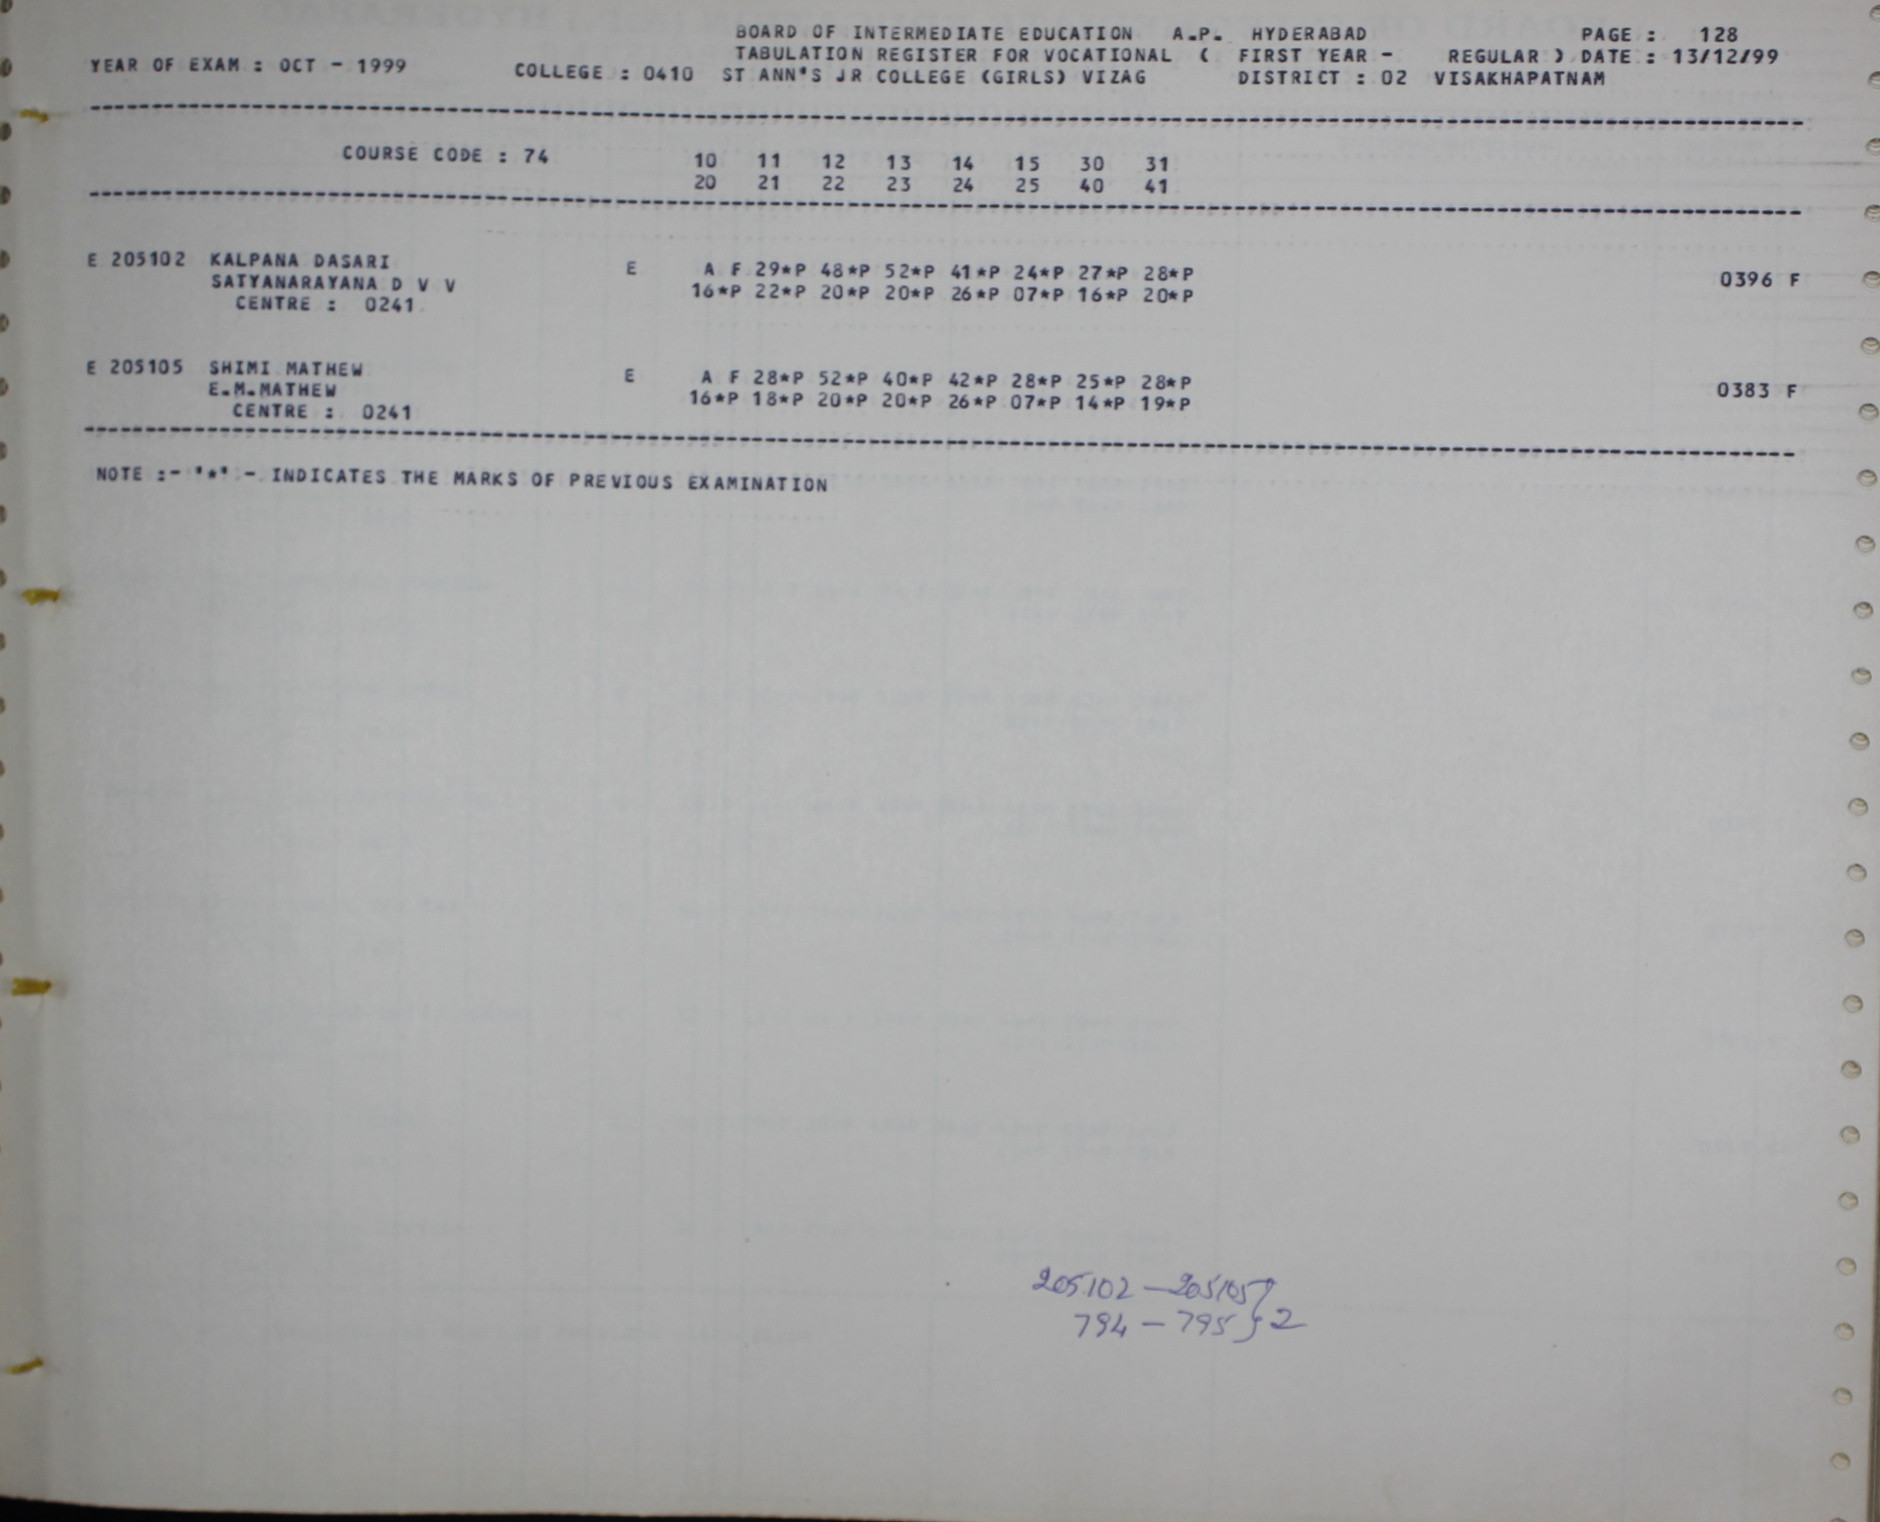 BOARD OF INTERMEDIATE EDUCATION A.P. HYDERABAD PAGE : 128
TABULATION REGISTER FOR VOCATIONAL ( FIRST YEAR - REGULAR ) DATE : 13/12/99
YEAR OF EXAM : OCT - 1999 COLLEGE : 0410 ST ANN'S JR COLLEGE (GIRLS) VIZAG DISTRICT : 02 VISAKHAPATNAM
COURSE CODE : 74 10 11 12 13 14 15 30 31
20 21 22 23 24 25 40 41
E 205102 KALPANA DASARI E A F 29*P 48*P 52*P 41*P 24*P 27*P 28*P 0396 F
SATYANARAYANA D V V 16*P 22*P 20*P 20*P 26*P 07*P 16*P 20*P
CENTRE : 0241
E 205105 SHIMI MATHEW E A F 28*P 52*P 40*P 42*P 28*P 25*P 28*P 0383 F
E.M.MATHEW 16*P 18*P 20*P 20*P 26*P 07*P 14*P 19*P
CENTRE : 0241
NOTE :- '*' - INDICATES THE MARKS OF PREVIOUS EXAMINATION
205102 - 205105
794 - 795 } 2